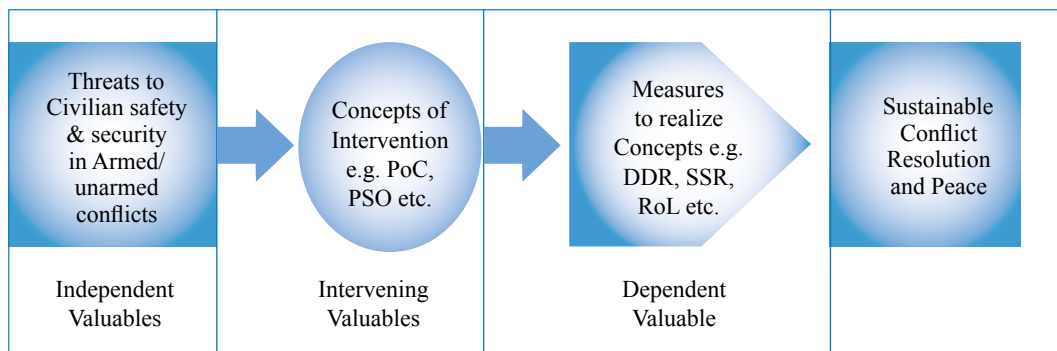 Threats to
Civilian safety
& security
in Armed/
unarmed
conflicts
Concepts of
Intervention
e.g. PoC,
PSO etc.
Measures
to realize
Concepts e.g.
DDR, SSR,
RoL etc.
Sustainable
Conflict
Resolution
and Peace
Independent
Valuables
Intervening
Valuables
Dependent
Valuable